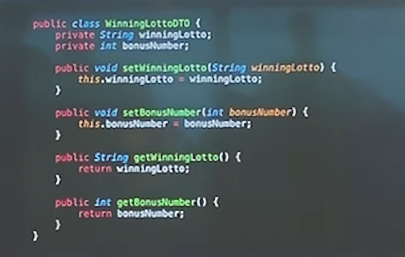 public class WinningLottoDTO {
    private String winningLotto;
    private int bonusNumber;

    public void setWinningLotto(String winningLotto) {
        this.winningLotto = winningLotto;
    }

    public void setBonusNumber(int bonusNumber) {
        this.bonusNumber = bonusNumber;
    }

    public String getWinningLotto() {
        return winningLotto;
    }

    public int getBonusNumber() {
        return bonusNumber;
    }
}